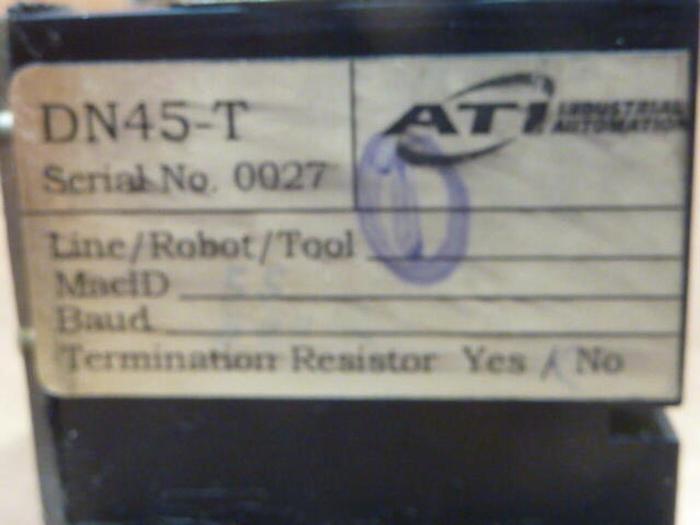 DN45-T
Serial No. 0027
ATI INDUSTRIAL
AUTOMATION
Line/Robot/Tool
MacID
Baud
Termination Resistor Yes / No